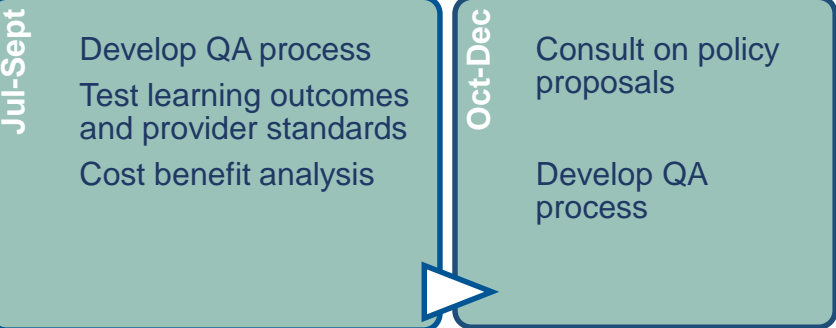 Jul-Sept
Develop QA process
Test learning outcomes
and provider standards
Cost benefit analysis
Oct-Dec
Consult on policy
proposals
Develop QA
process